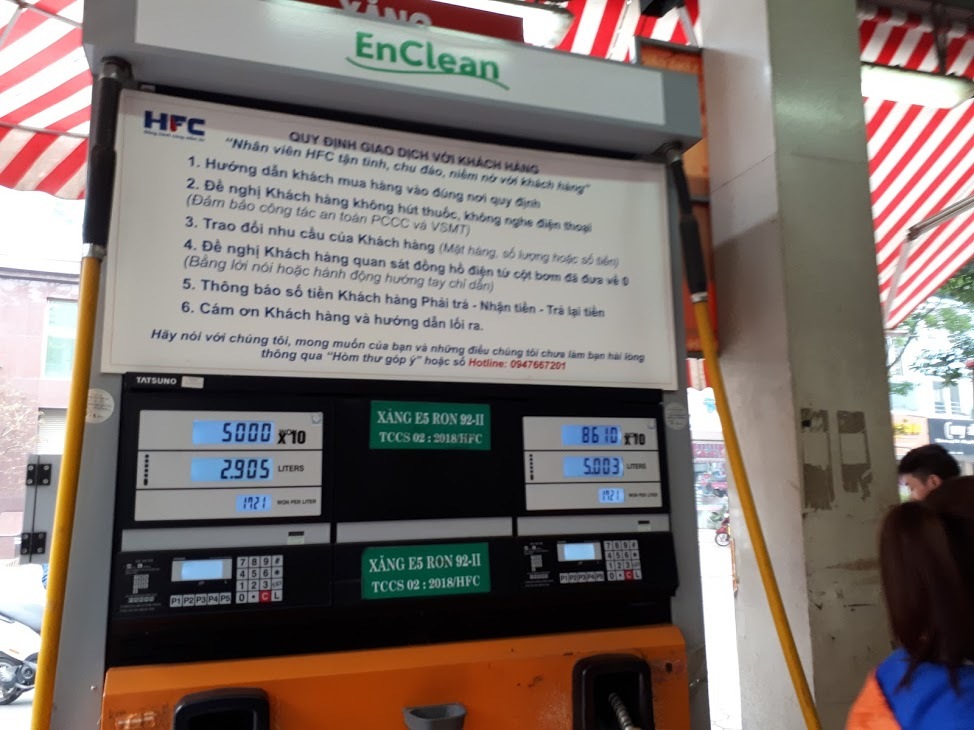 XĂNG
EnClean
HFC
QUY ĐỊNH GIAO DỊCH VỚI KHÁCH HÀNG
"Nhân viên HFC tận tình, chu đáo, niềm nở với khách hàng"
1. Hướng dẫn khách mua hàng vào đúng nơi quy định
2. Đề nghị Khách hàng không hút thuốc, không nghe điện thoại
(Đảm bảo công tác an toàn PCCC và VSMT)
3. Trao đổi nhu cầu của Khách hàng (Mặt hàng, số lượng hoặc số tiền)
4. Đề nghị Khách hàng quan sát đồng hồ điện tử cột bơm đã đưa về 0
(Bằng lời nói hoặc hành động hướng tay chỉ dẫn)
5. Thông báo số tiền Khách hàng Phải trả - Nhận tiền - Trả lại tiền
6. Cám ơn Khách hàng và hướng dẫn lối ra.
Hãy nói với chúng tôi, mong muốn của bạn và những điều chúng tôi chưa làm bạn hài lòng
thông qua "Hòm thư góp ý" hoặc số Hotline: 0947667201
TATSUNO
5000 X10
2.905 LITERS
1721 WON PER LITER
XĂNG E5 RON 92-II
TCCS 02 : 2018/HFC
8610 X10
5.003 LITERS
1721 WON PER LITER
XĂNG E5 RON 92-II
TCCS 02 : 2018/HFC
7 8 9 #
4 5 6
1 2 3
P1 P2 P3 P4 P5 0 * C L
7 8 9 #
4 5 6
1 2 3
P1 P2 P3 P4 P5 0 * C L